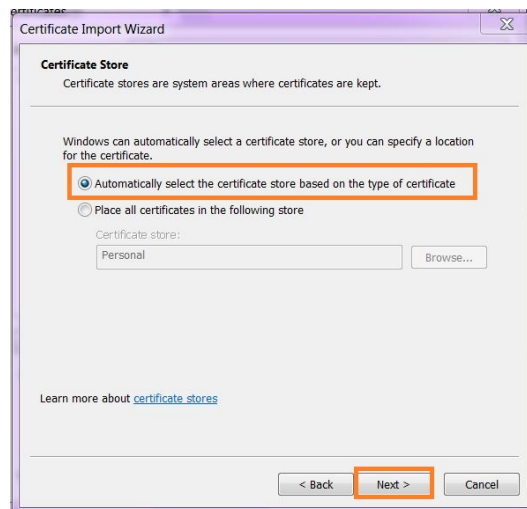 ertificates
Certificate Import Wizard
Certificate Store
Certificate stores are system areas where certificates are kept.
Windows can automatically select a certificate store, or you can specify a location
for the certificate.
Automatically select the certificate store based on the type of certificate
Place all certificates in the following store
Certificate store:
Personal
Browse...
Learn more about certificate stores
< Back
Next >
Cancel